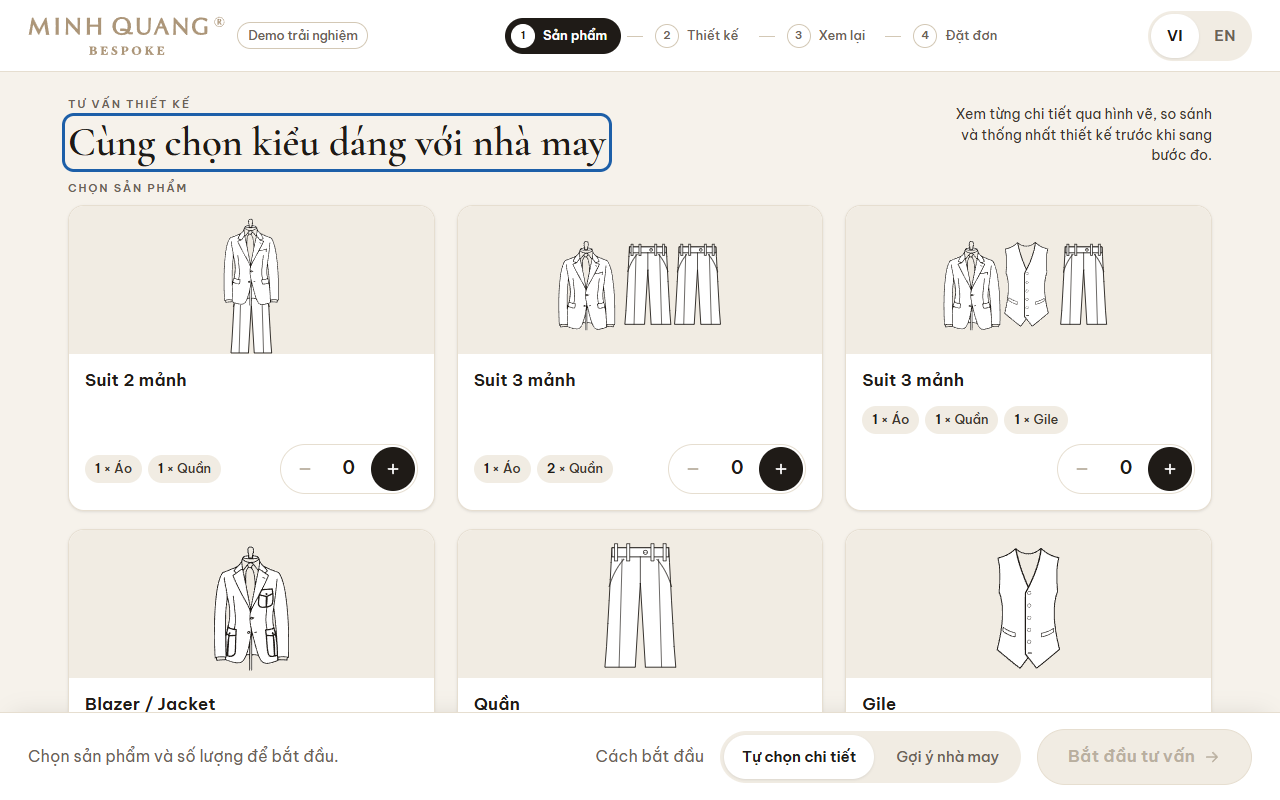 MINH QUANG®
BESPOKE
Demo trải nghiệm
1 Sản phẩm
2 Thiết kế
3 Xem lại
4 Đặt đơn
VI EN
TƯ VẤN THIẾT KẾ
Cùng chọn kiểu dáng với nhà may
Xem từng chi tiết qua hình vẽ, so sánh
và thống nhất thiết kế trước khi sang
bước đo.
CHỌN SẢN PHẨM
Suit 2 mảnh
1 × Áo 1 × Quần
− 0 +
Suit 3 mảnh
1 × Áo 2 × Quần
− 0 +
Suit 3 mảnh
1 × Áo 1 × Quần 1 × Gile
− 0 +
Blazer / Jacket
Quần
Gile
Chọn sản phẩm và số lượng để bắt đầu.
Cách bắt đầu
Tự chọn chi tiết
Gợi ý nhà may
Bắt đầu tư vấn →